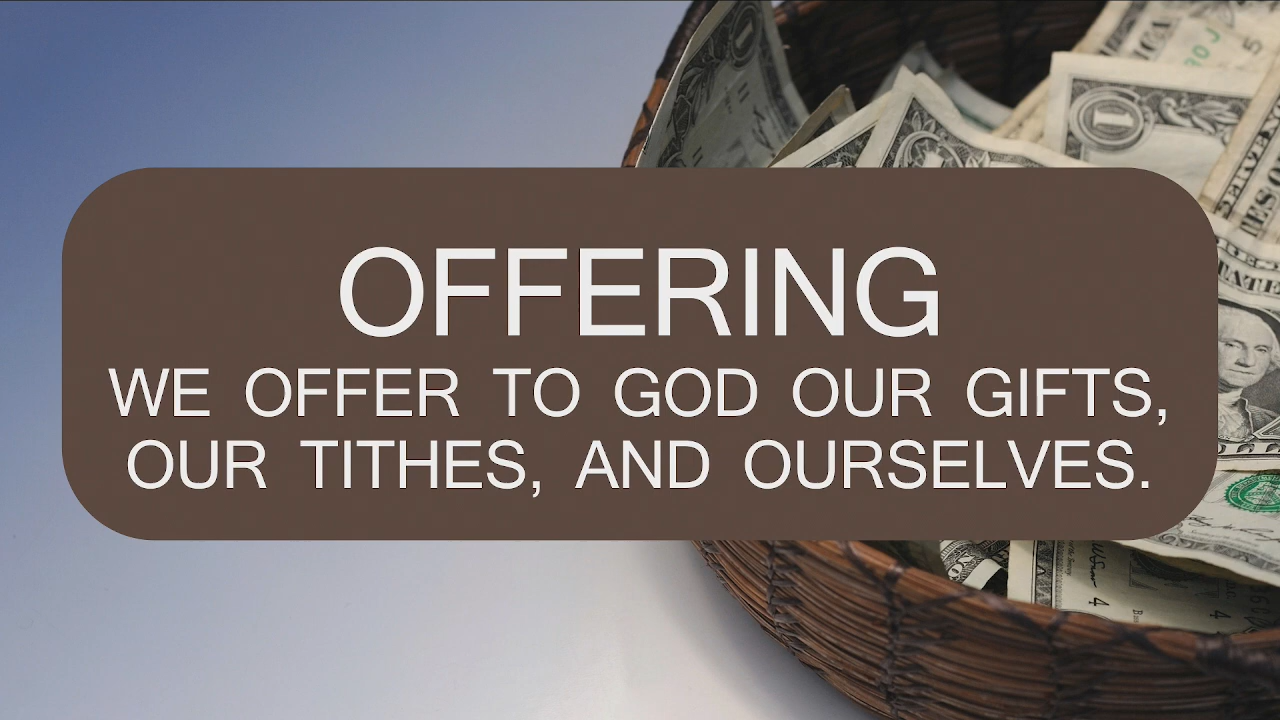 OFFERING
WE OFFER TO GOD OUR GIFTS,
OUR TITHES, AND OURSELVES.